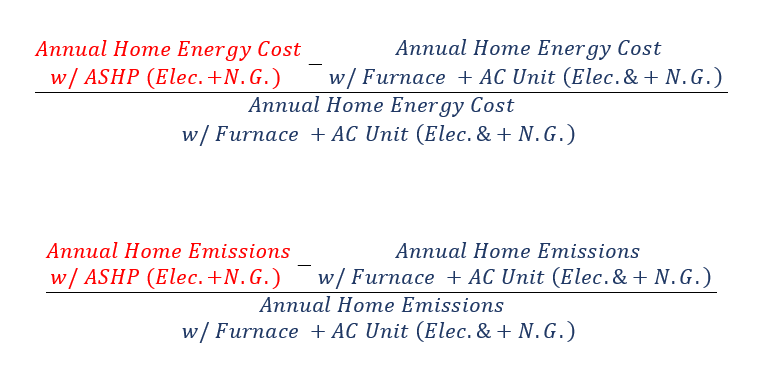 Annual Home Energy Cost
w/ ASHP (Elec.+N.G.)
−
Annual Home Energy Cost
w/ Furnace + AC Unit (Elec.& + N.G.)
Annual Home Energy Cost
w/ Furnace + AC Unit (Elec.& + N.G.)
Annual Home Emissions
w/ ASHP (Elec.+N.G.)
−
Annual Home Emissions
w/ Furnace + AC Unit (Elec.& + N.G.)
Annual Home Emissions
w/ Furnace + AC Unit (Elec.& + N.G.)